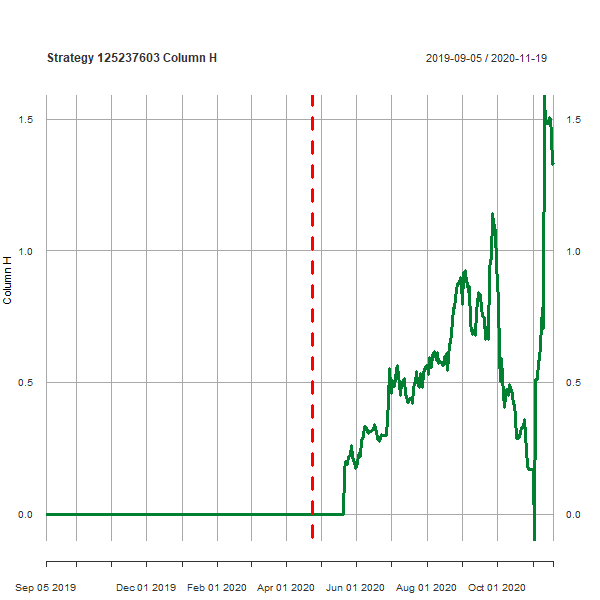 Strategy 125237603 Column H
2019-09-05 / 2020-11-19
1.5
1.5
1.0
1.0
Column H
0.5
0.5
0.0
0.0
Sep 05 2019
Dec 01 2019
Feb 01 2020
Apr 01 2020
Jun 01 2020
Aug 01 2020
Oct 01 2020